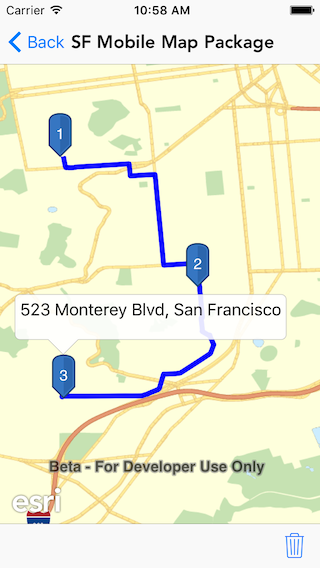 Carrier 10:58 AM
Back SF Mobile Map Package
1
2
523 Monterey Blvd, San Francisco
3
Beta - For Developer Use Only
esri